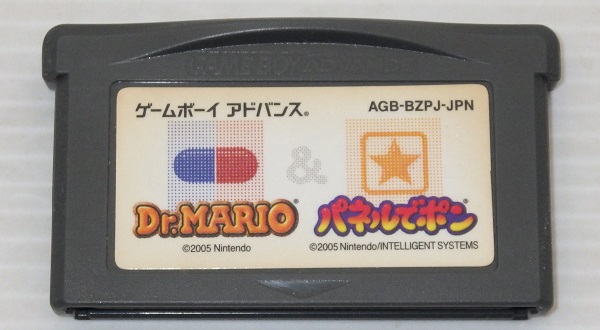 ゲームボーイ アドバンス®
AGB-BZPJ-JPN
&
Dr.MARIO®
パネルでポン®
©2005 Nintendo
©2005 Nintendo/INTELLIGENT SYSTEMS